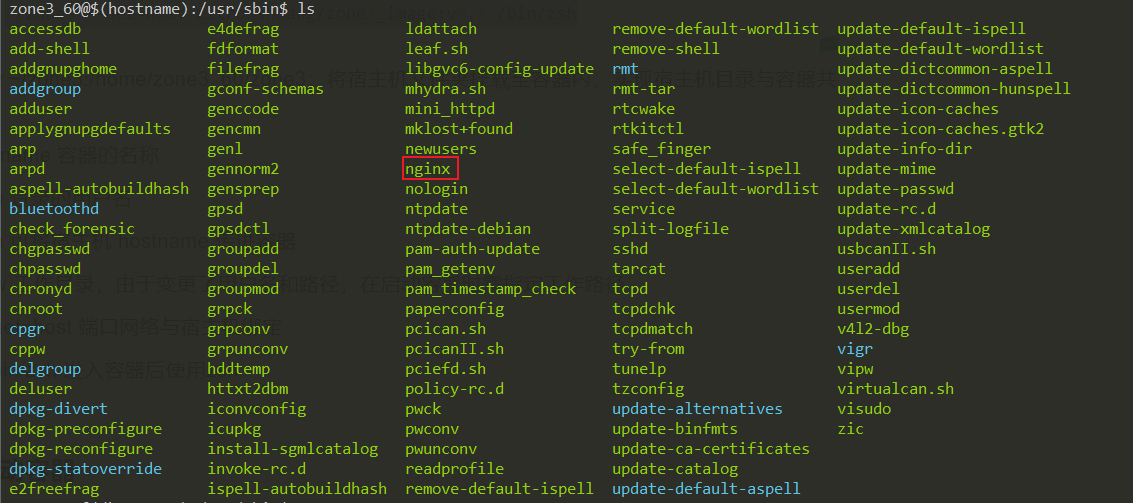 zone3_60@$(hostname):/usr/sbin$ ls
accessdb e4defrag ldattach remove-default-wordlist update-default-ispell
add-shell fdformat leaf.sh remove-shell update-default-wordlist
addgnupghome filefrag libgvc6-config-update rmt update-dictcommon-aspell
addgroup gconf-schemas mhydra.sh rmt-tar update-dictcommon-hunspell
adduser genccode mini_httpd rtcwake update-icon-caches
applygnupgdefaults gencmn mklost+found rtkitctl update-icon-caches.gtk2
arp genl newusers safe_finger update-info-dir
arpd gennorm2 nginx select-default-ispell update-mime
aspell-autobuildhash gensprep nologin select-default-wordlist update-passwd
bluetoothd gpsd ntpdate service update-rc.d
check_forensic gpsdctl ntpdate-debian split-logfile update-xmlcatalog
chgpasswd groupadd pam-auth-update sshd usbcanII.sh
chpasswd groupdel pam_getenv tarcat useradd
chronyd groupmod pam_timestamp_check tcpd userdel
chroot grpck paperconfig tcpdchk usermod
cpgr grpconv pcican.sh tcpdmatch v4l2-dbg
cppw grpunconv pcicanII.sh try-from vigr
delgroup hddtemp pciefd.sh tunelp vipw
deluser httxt2dbm policy-rc.d tzconfig virtualcan.sh
dpkg-divert iconvconfig pwck update-alternatives visudo
dpkg-preconfigure icupkg pwconv update-binfmts zic
dpkg-reconfigure install-sgmlcatalog pwunconv update-ca-certificates
dpkg-statoverride invoke-rc.d readprofile update-catalog
e2freefrag ispell-autobuildhash remove-default-ispell update-default-aspell